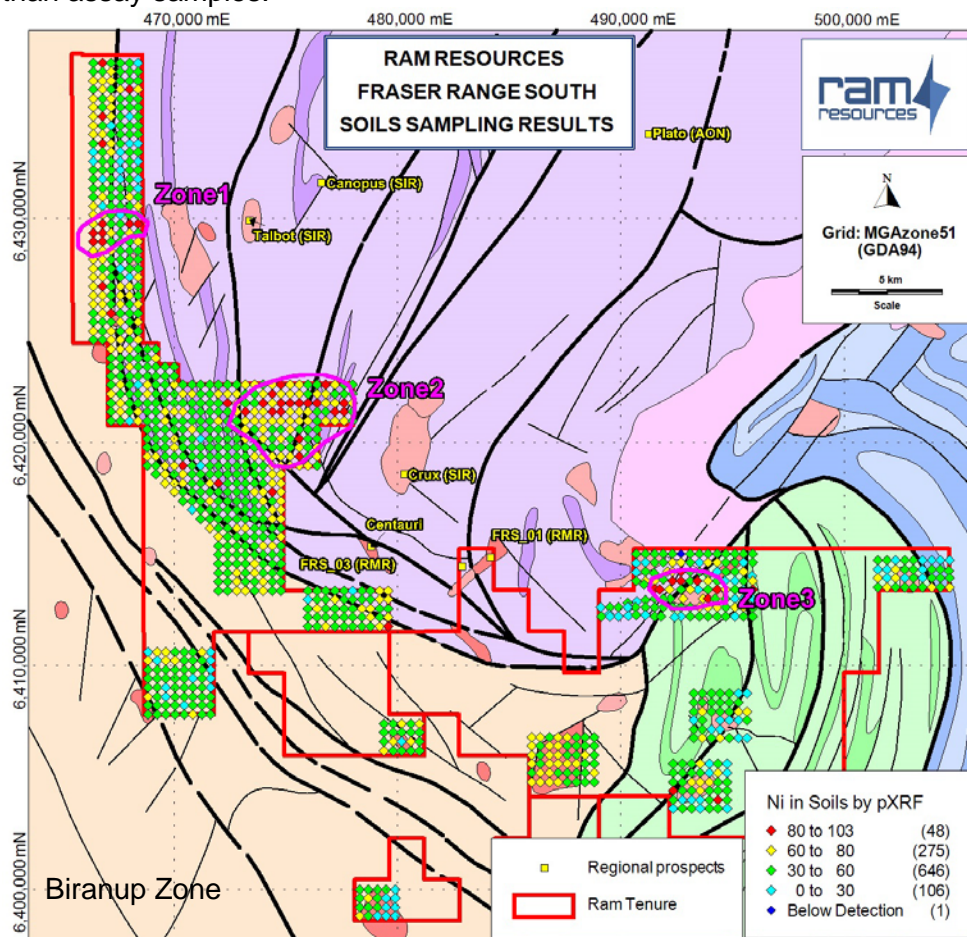 than assay samples.
470,000 mE
480,000 mE
490,000 mE
500,000 mE
RAM RESOURCES
FRASER RANGE SOUTH
SOILS SAMPLING RESULTS
ram
resources
N
Grid: MGAzone51
(GDA94)
5 km
Scale
Plato (AON)
Canopus (SIR)
Zone1
6,430,000 mN
Talbot (SIR)
Zone2
6,420,000 mN
Crux (SIR)
Centauri
FRS_01 (RMR)
FRS_03 (RMR)
Zone3
6,410,000 mN
6,400,000 mN
Biranup Zone
Regional prospects
Ram Tenure
Ni in Soils by pXRF
80 to 103 (48)
60 to 80 (275)
30 to 60 (646)
0 to 30 (106)
Below Detection (1)